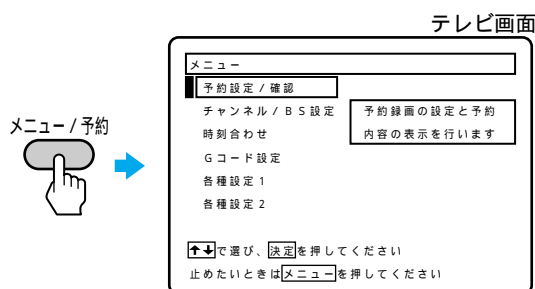 テレビ画面
メニュー / 予約
メニュー
予約設定 / 確認
チャンネル / BS設定
時刻合わせ
Gコード設定
各種設定1
各種設定2
予約録画の設定と予約
内容の表示を行います
↑↓で選び、決定を押してください
止めたいときはメニューを押してください